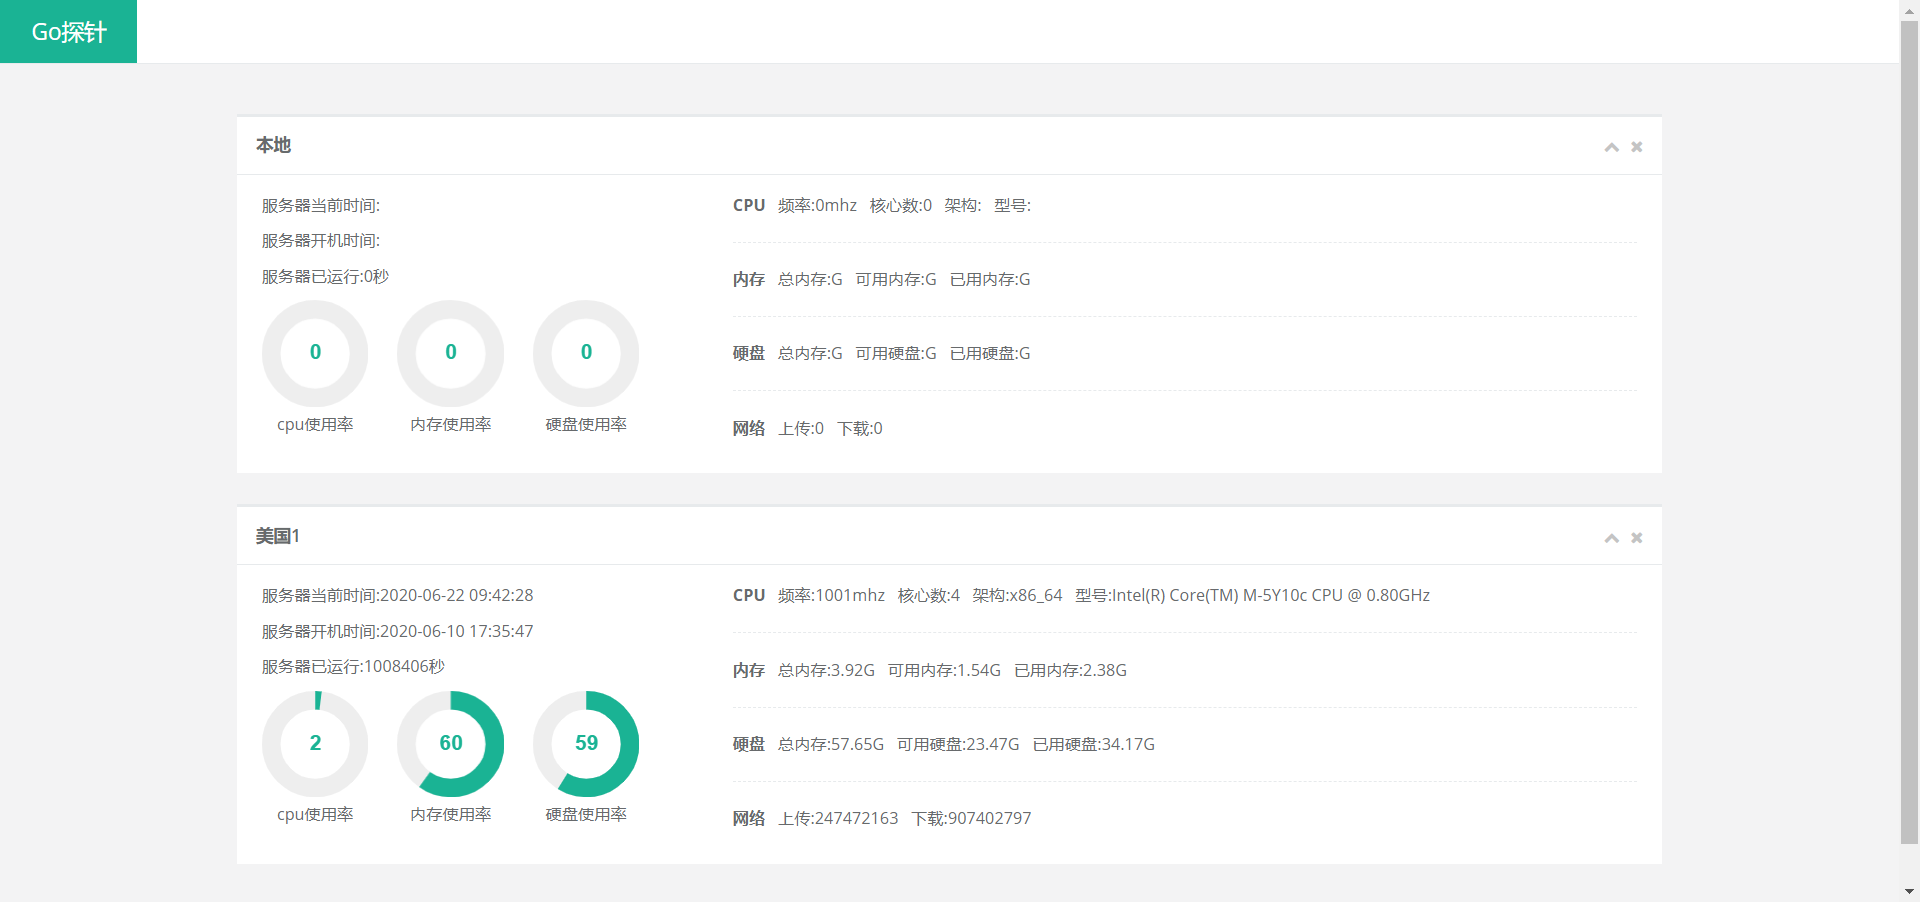 Go探针
本地
服务器当前时间:
服务器开机时间:
服务器已运行:0秒
0 0 0
cpu使用率 内存使用率 硬盘使用率
CPU 频率:0mhz 核心数:0 架构: 型号:
内存 总内存:G 可用内存:G 已用内存:G
硬盘 总内存:G 可用硬盘:G 已用硬盘:G
网络 上传:0 下载:0
美国1
服务器当前时间:2020-06-22 09:42:28
服务器开机时间:2020-06-10 17:35:47
服务器已运行:1008406秒
2 60 59
cpu使用率 内存使用率 硬盘使用率
CPU 频率:1001mhz 核心数:4 架构:x86_64 型号:Intel(R) Core(TM) M-5Y10c CPU @ 0.80GHz
内存 总内存:3.92G 可用内存:1.54G 已用内存:2.38G
硬盘 总内存:57.65G 可用硬盘:23.47G 已用硬盘:34.17G
网络 上传:247472163 下载:907402797